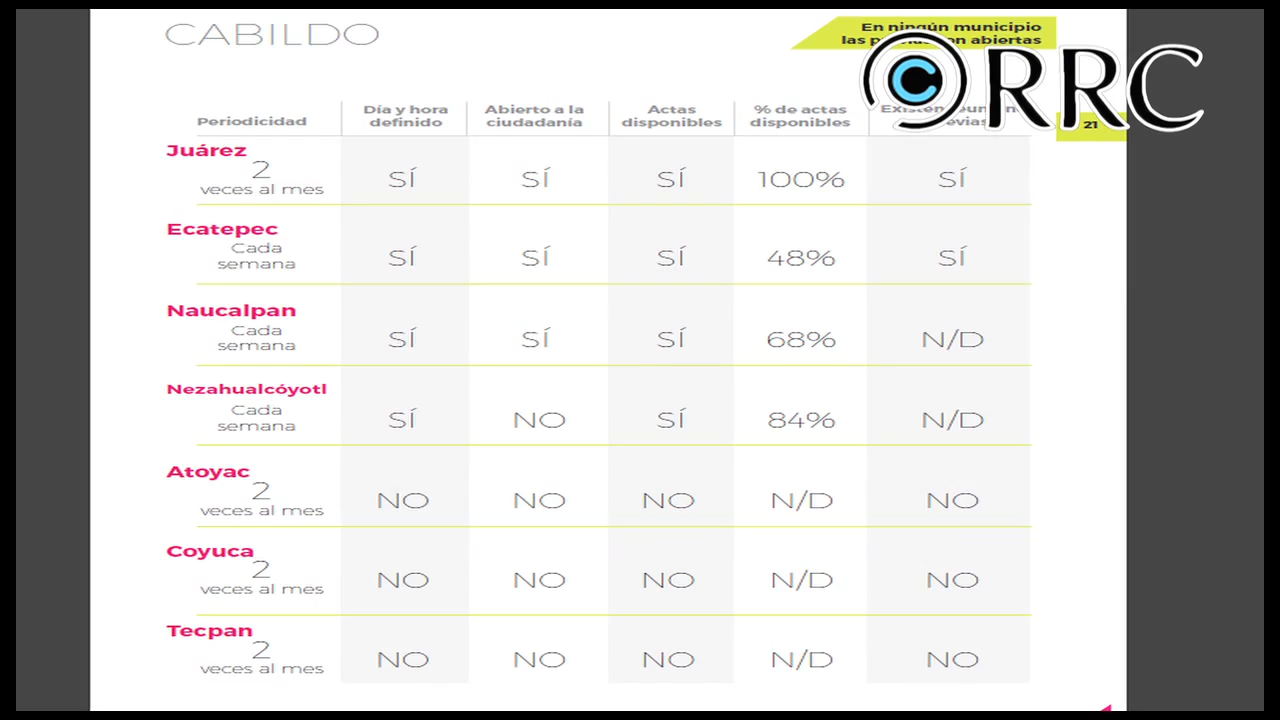 CABILDO
En ningún municipio
las abiertas
RRC
21
Periodicidad
Día y hora
definido
Abierto a la
ciudadanía
Actas
disponibles
% de actas
disponibles
Juárez
2
veces al mes
SÍ SÍ SÍ 100% SÍ
Ecatepec
Cada
semana
SÍ SÍ SÍ 48% SÍ
Naucalpan
Cada
semana
SÍ SÍ SÍ 68% N/D
Nezahualcóyotl
Cada
semana
SÍ NO SÍ 84% N/D
Atoyac
2
veces al mes
NO NO NO N/D NO
Coyuca
2
veces al mes
NO NO NO N/D NO
Tecpan
2
veces al mes
NO NO NO N/D NO